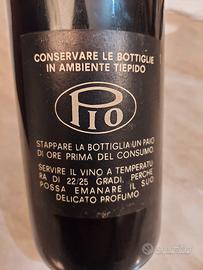 CONSERVARE LE BOTTIGLIE
IN AMBIENTE TIEPIDO
PIO
STAPPARE LA BOTTIGLIA UN PAIO
DI ORE PRIMA DEL CONSUMO
SERVIRE IL VINO A TEMPERATU
RA DI 22/25 GRADI, PERCHE
POSSA EMANARE IL SUO
DELICATO PROFUMO
subito